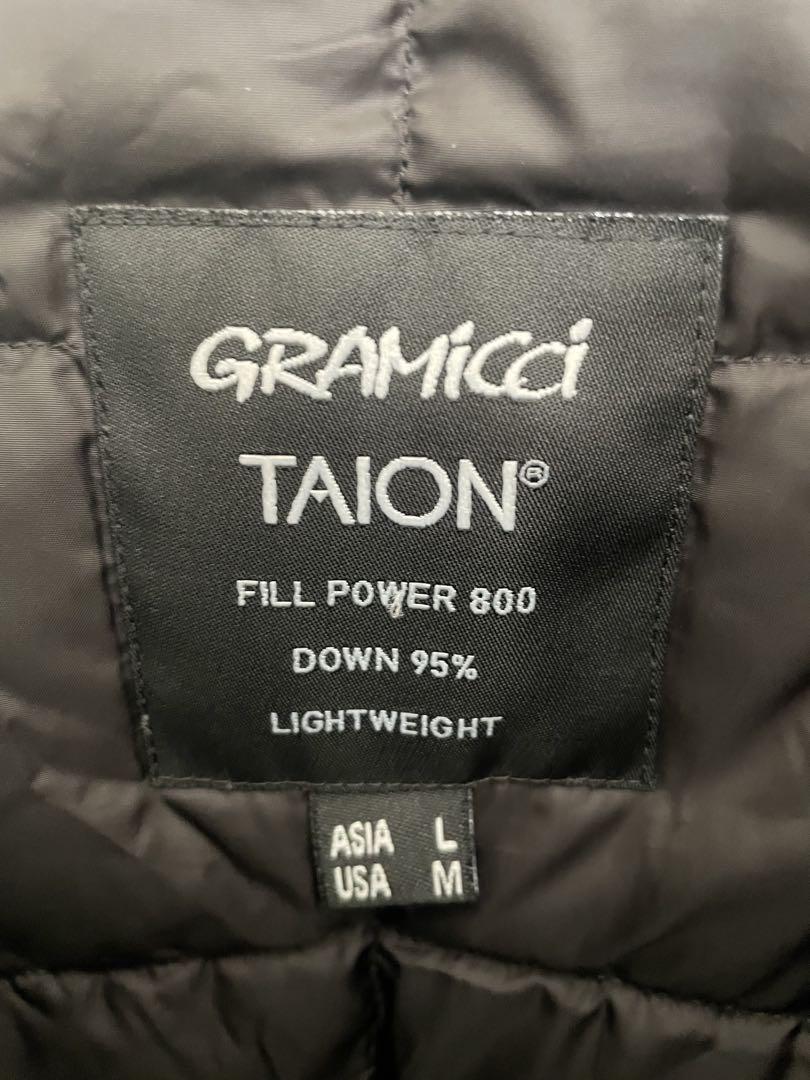 GRAMiCCi
TAION®
FILL POWER 800
DOWN 95%
LIGHTWEIGHT
ASIA L
USA M